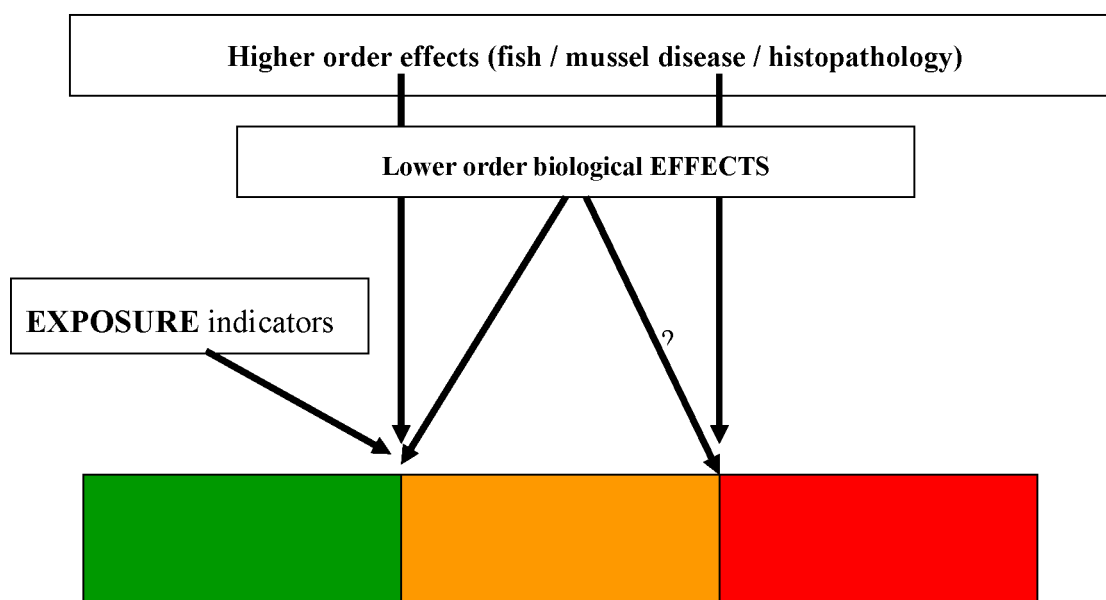 Higher order effects (fish / mussel disease / histopathology)
Lower order biological EFFECTS
EXPOSURE indicators
?